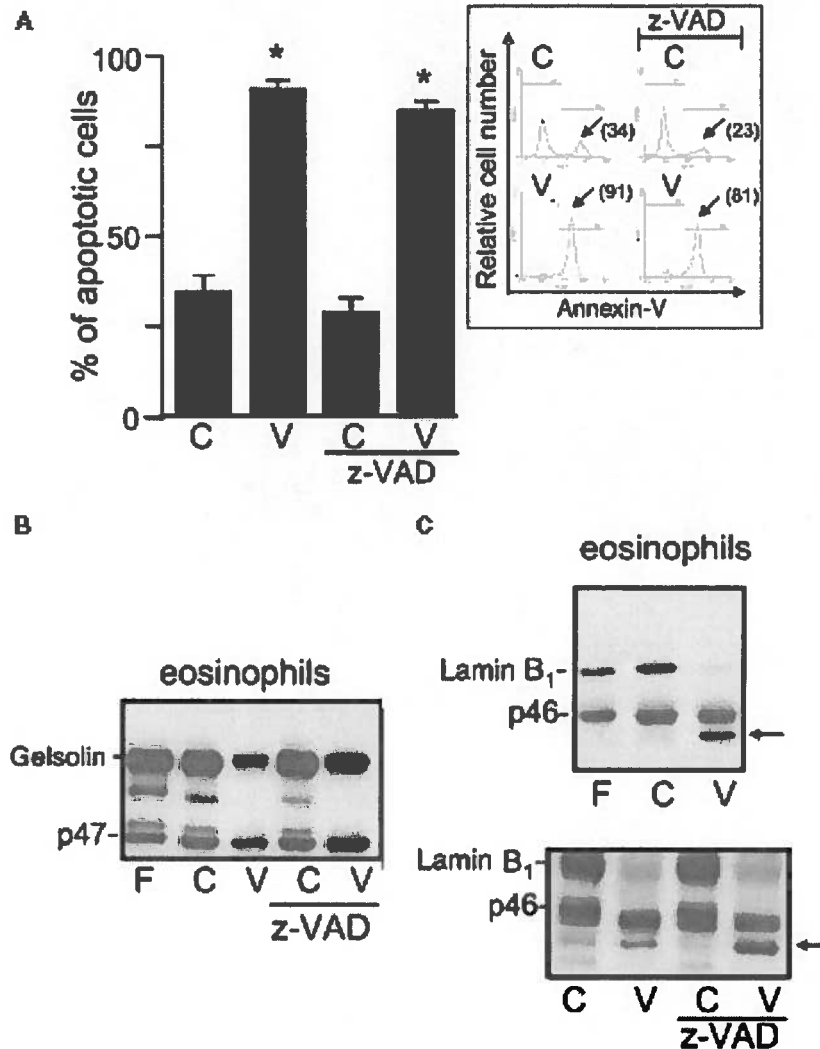 A
% of apoptotic cells
100
50
0
*
*
C V C V
z-VAD
z-VAD
C C
(34) (23)
V V
(91) (81)
Relative cell number
Annexin-V
B
eosinophils
Gelsolin
p47
F C V C V
z-VAD
C
eosinophils
Lamin B₁
p46
F C V
Lamin B₁
p46
C V C V
z-VAD